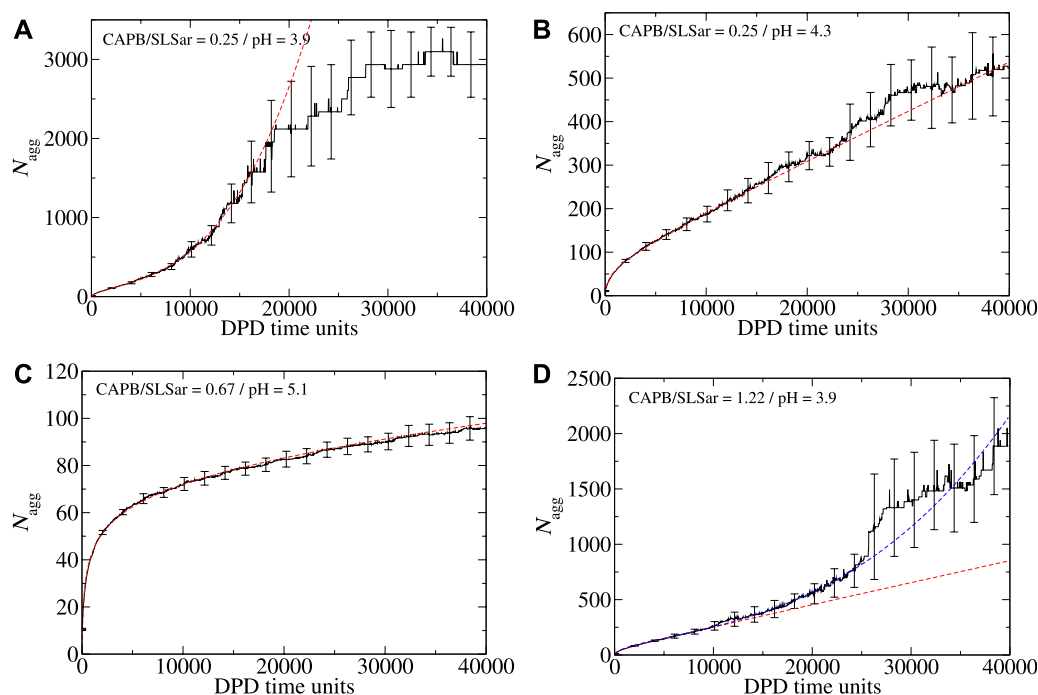 A
CAPB/SLSar = 0.25 / pH = 3.9
3000
2000
1000
0
N_agg
0 10000 20000 30000 40000
DPD time units
B
CAPB/SLSar = 0.25 / pH = 4.3
600
500
400
300
200
100
0
N_agg
0 10000 20000 30000 40000
DPD time units
C
CAPB/SLSar = 0.67 / pH = 5.1
120
100
80
60
40
20
0
N_agg
0 10000 20000 30000 40000
DPD time units
D
CAPB/SLSar = 1.22 / pH = 3.9
2500
2000
1500
1000
500
0
N_agg
0 10000 20000 30000 40000
DPD time units